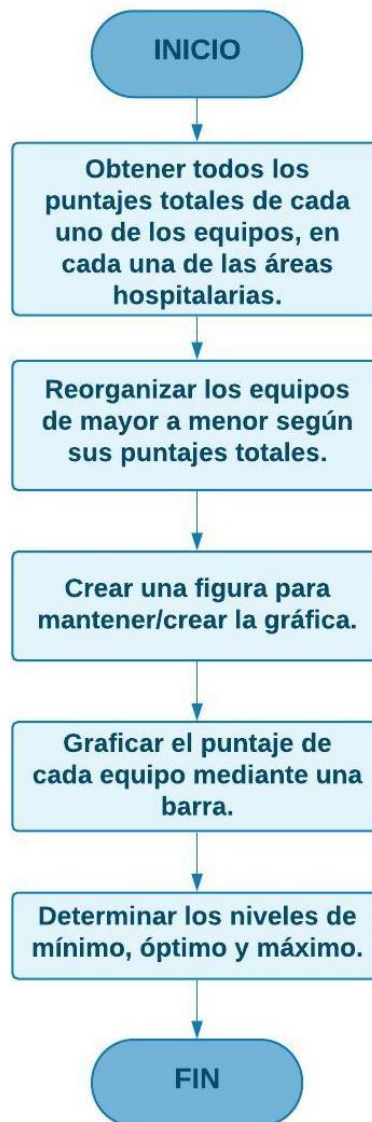 INICIO
Obtener todos los
puntajes totales de cada
uno de los equipos, en
cada una de las áreas
hospitalarias.
Reorganizar los equipos
de mayor a menor según
sus puntajes totales.
Crear una figura para
mantener/crear la gráfica.
Graficar el puntaje de
cada equipo mediante una
barra.
Determinar los niveles de
mínimo, óptimo y máximo.
FIN